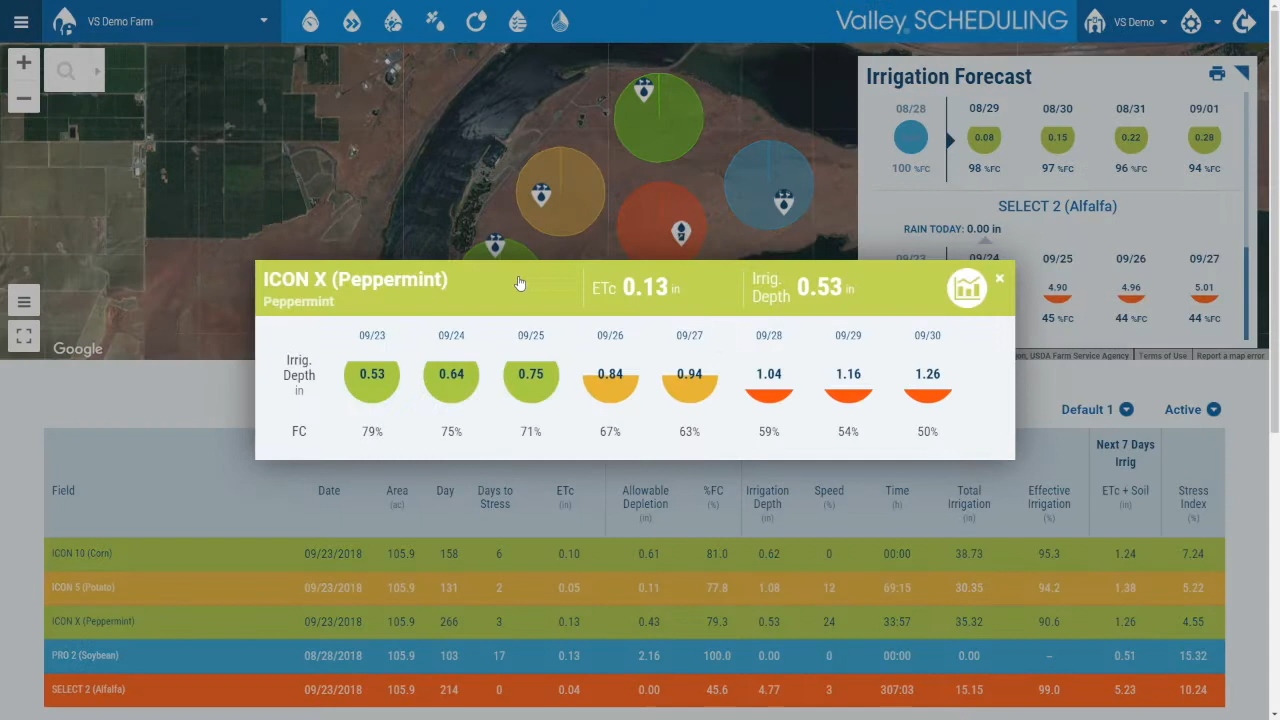 VS Demo Farm
Valley. SCHEDULING
VS Demo
Irrigation Forecast
08/28 08/29 08/30 08/31 09/01
0.08 0.15 0.22 0.28
100 %FC 98 %FC 97 %FC 96 %FC 94 %FC
SELECT 2 (Alfalfa)
RAIN TODAY: 0.00 in
09/23 09/24 09/25 09/26 09/27
4.90 4.96 5.01
45 %FC 44 %FC 44 %FC
ICON X (Peppermint)
Peppermint
ETc 0.13 in
Irrig. Depth 0.53 in
×
09/23 09/24 09/25 09/26 09/27 09/28 09/29 09/30
Irrig. Depth in 0.53 0.64 0.75 0.84 0.94 1.04 1.16 1.26
FC 79% 75% 71% 67% 63% 59% 54% 50%
Google
USDA Farm Service Agency Terms of Use Report a map error
Default 1 Active
Next 7 Days Irrig
Field Date Area (ac) Day Days to Stress ETc (in) Allowable Depletion (in) %FC (%) Irrigation Depth (in) Speed (%) Time (h) Total Irrigation (in) Effective Irrigation (%) ETc + Soil (in) Stress Index (%)
ICON 10 (Corn) 09/23/2018 105.9 158 6 0.10 0.61 81.0 0.62 0 00:00 38.73 95.3 1.24 7.24
ICON 5 (Potato) 09/23/2018 105.9 131 2 0.05 0.11 77.8 1.08 12 69:15 30.35 94.2 1.38 5.22
ICON X (Peppermint) 09/23/2018 105.9 266 3 0.13 0.43 79.3 0.53 24 33:57 35.32 90.6 1.26 4.55
PRO 2 (Soybean) 08/28/2018 105.9 103 17 0.13 2.16 100.0 0.00 0 00:00 0.00 – 0.51 15.32
SELECT 2 (Alfalfa) 09/23/2018 105.9 214 0 0.04 0.00 45.6 4.77 3 307:03 15.15 99.0 5.23 10.24